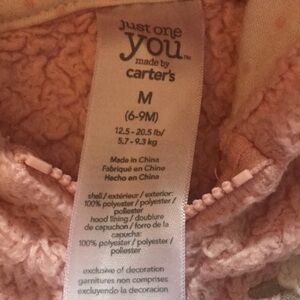 just one
you™
made by
carter's
M
(6-9M)
12.5 - 20.5 lb/
5.7 - 9.3 kg
Made in China
Fabriqué en China
Hecho en China
shell / extérieur / exterior:
100% polyester / polyester /
poliéster
hood lining / doublure
de capuchon / forro de la
capucha:
100% polyester / polyester /
poliéster
exclusive of decoration
garnitures non comprises
excluyendo la decoracion